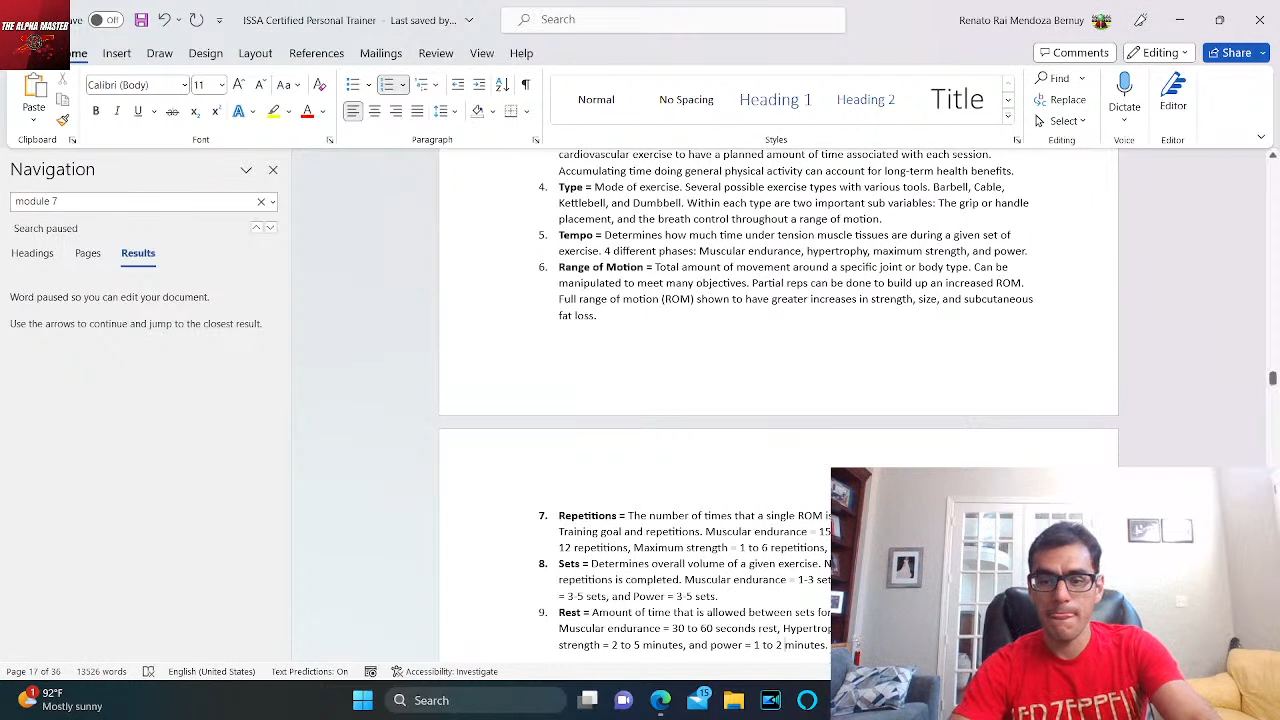 THE ALPHA MASTER
ve Off
ISSA Certified Personal Trainer - Last saved by...
Search
Renato Rai Mendoza Bernuy
ome Insert Draw Design Layout References Mailings Review View Help
Comments Editing Share
Paste
Calibri (Body) 11
Normal No Spacing Heading 1 Heading 2 Title
Find
Replace
Select
Dictate
Editor
Clipboard Font Paragraph Styles Editing Voice Editor
Navigation
module 7
Search paused
Headings Pages Results
Word paused so you can edit your document.
Use the arrows to continue and jump to the closest result.
cardiovascular exercise to have a planned amount of time associated with each session.
Accumulating time doing general physical activity can account for long-term health benefits.
4. Type = Mode of exercise. Several possible exercise types with various tools. Barbell, Cable,
Kettlebell, and Dumbbell. Within each type are two important sub variables: The grip or handle
placement, and the breath control throughout a range of motion.
5. Tempo = Determines how much time under tension muscle tissues are during a given set of
exercise. 4 different phases: Muscular endurance, hypertrophy, maximum strength, and power.
6. Range of Motion = Total amount of movement around a specific joint or body type. Can be
manipulated to meet many objectives. Partial reps can be done to build up an increased ROM.
Full range of motion (ROM) shown to have greater increases in strength, size, and subcutaneous
fat loss.
7. Repetitions = The number of times that a single ROM is
Training goal and repetitions. Muscular endurance = 15
12 repetitions, Maximum strength = 1 to 6 repetitions,
8. Sets = Determines overall volume of a given exercise. N
repetitions is completed. Muscular endurance = 1-3 set
= 3-5 sets, and Power = 3-5 sets.
9. Rest = Amount of time that is allowed between sets for
Muscular endurance = 30 to 60 seconds rest, Hypertrop
strength = 2 to 5 minutes, and power = 1 to 2 minutes.
Page 17 of 36 13526 words English (United States) Text Predictions: On Accessibility: Investigate
92°F
Mostly sunny
1
Search
15
LED ZEPPELIN